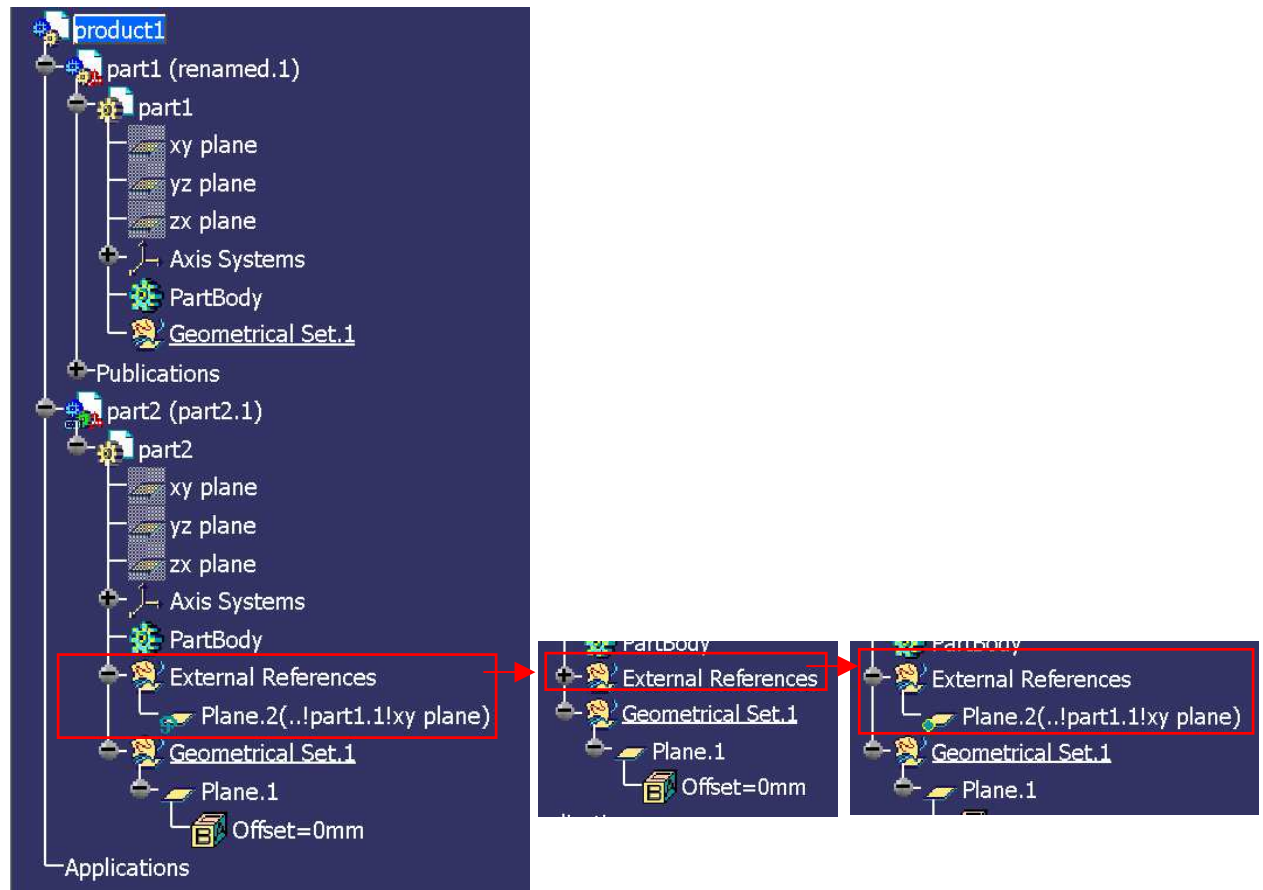 product1
part1 (renamed.1)
part1
xy plane
yz plane
zx plane
Axis Systems
PartBody
Geometrical Set.1
Publications
part2 (part2.1)
part2
xy plane
yz plane
zx plane
Axis Systems
PartBody
External References
Plane.2(..!part1.1!xy plane)
Geometrical Set.1
Plane.1
Offset=0mm
Applications
PartBody
External References
Geometrical Set.1
Plane.1
Offset=0mm
PartBody
External References
Plane.2(..!part1.1!xy plane)
Geometrical Set.1
Plane.1